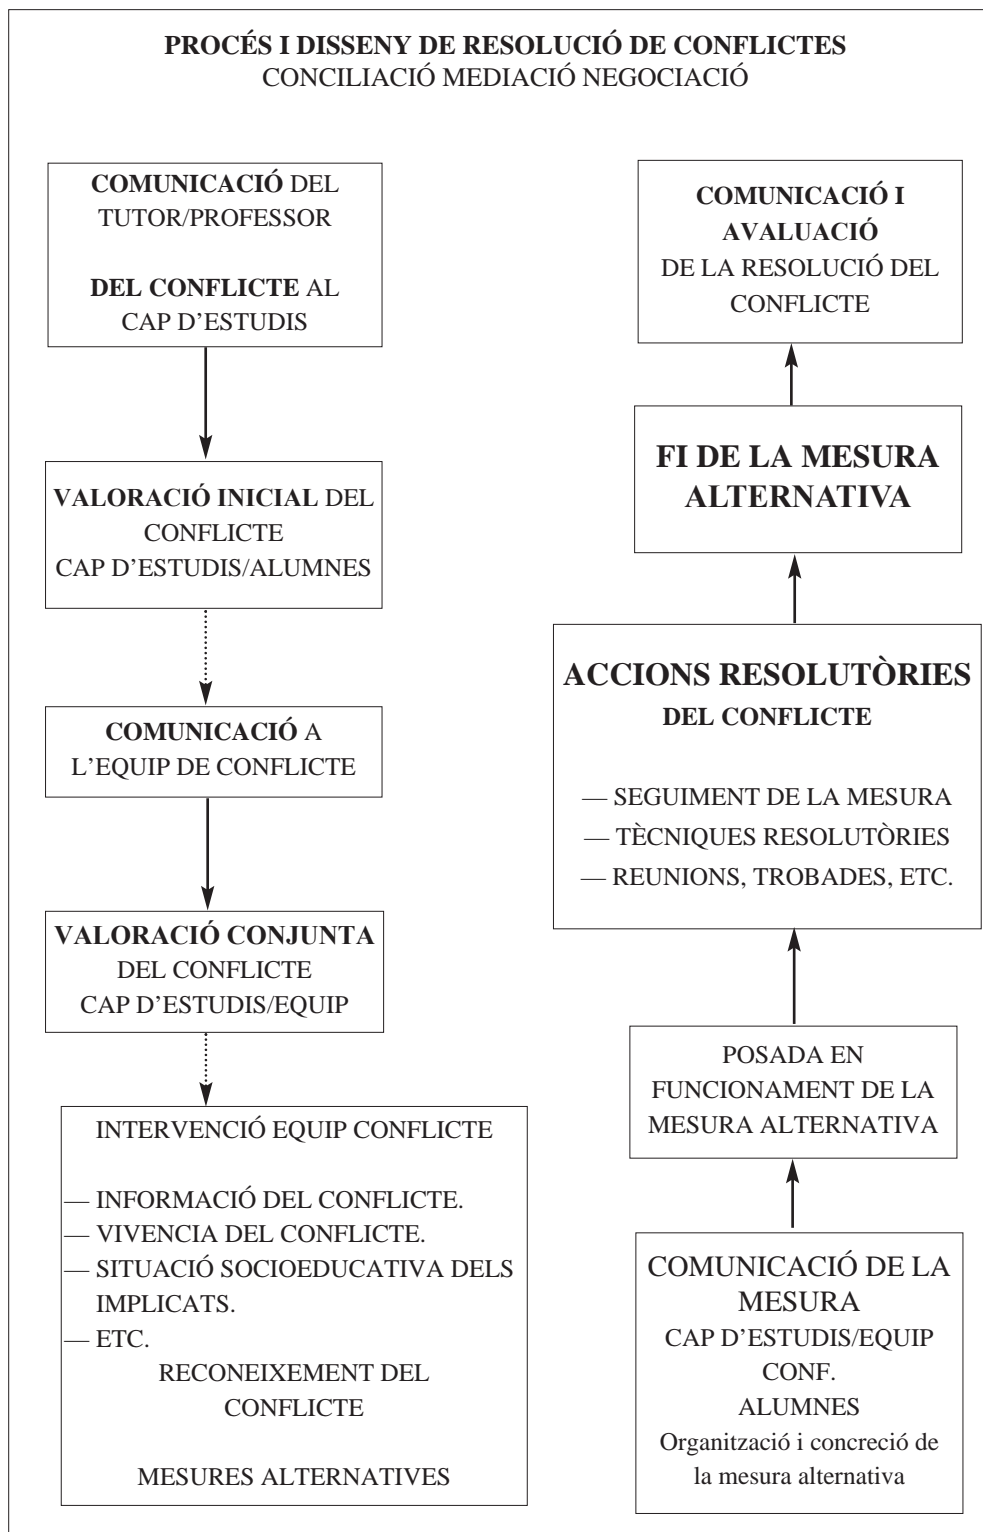 PROCÉS I DISSENY DE RESOLUCIÓ DE CONFLICTES
CONCILIACIÓ MEDIACIÓ NEGOCIACIÓ
COMUNICACIÓ DEL
TUTOR/PROFESSOR
DEL CONFLICTE AL
CAP D’ESTUDIS
VALORACIÓ INICIAL DEL
CONFLICTE
CAP D’ESTUDIS/ALUMNES
COMUNICACIÓ A
L’EQUIP DE CONFLICTE
VALORACIÓ CONJUNTA
DEL CONFLICTE
CAP D’ESTUDIS/EQUIP
INTERVENCIÓ EQUIP CONFLICTE
— INFORMACIÓ DEL CONFLICTE.
— VIVENCIA DEL CONFLICTE.
— SITUACIÓ SOCIOEDUCATIVA DELS
IMPLICATS.
— ETC.
RECONEIXEMENT DEL
CONFLICTE
MESURES ALTERNATIVES
COMUNICACIÓ I
AVALUACIÓ
DE LA RESOLUCIÓ DEL
CONFLICTE
FI DE LA MESURA
ALTERNATIVA
ACCIONS RESOLUTÒRIES
DEL CONFLICTE
— SEGUIMENT DE LA MESURA
— TÈCNIQUES RESOLUTÒRIES
— REUNIONS, TROBADES, ETC.
POSADA EN
FUNCIONAMENT DE LA
MESURA ALTERNATIVA
COMUNICACIÓ DE LA
MESURA
CAP D’ESTUDIS/EQUIP
CONF.
ALUMNES
Organització i concreció de
la mesura alternativa